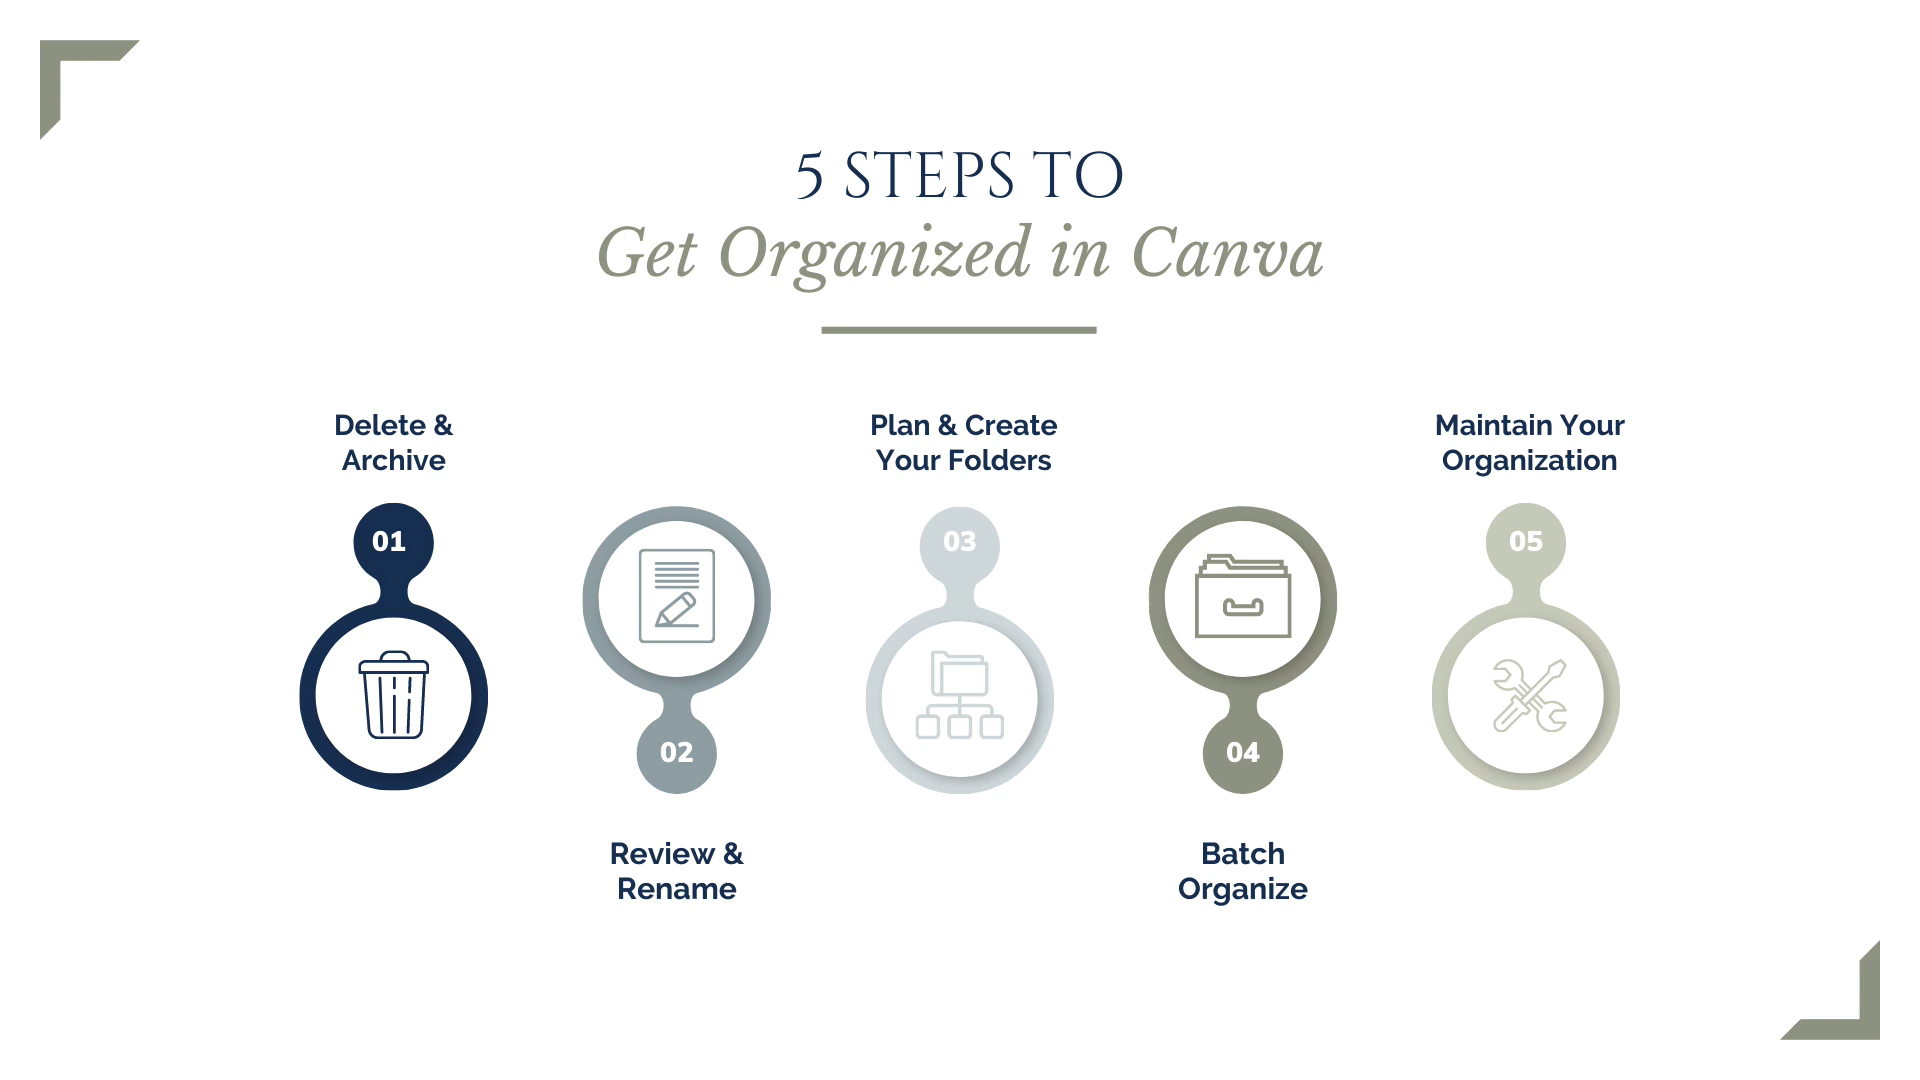 5 STEPS TO
Get Organized in Canva
Delete &
Archive
01
02
Review &
Rename
Plan & Create
Your Folders
03
04
Batch
Organize
Maintain Your
Organization
05